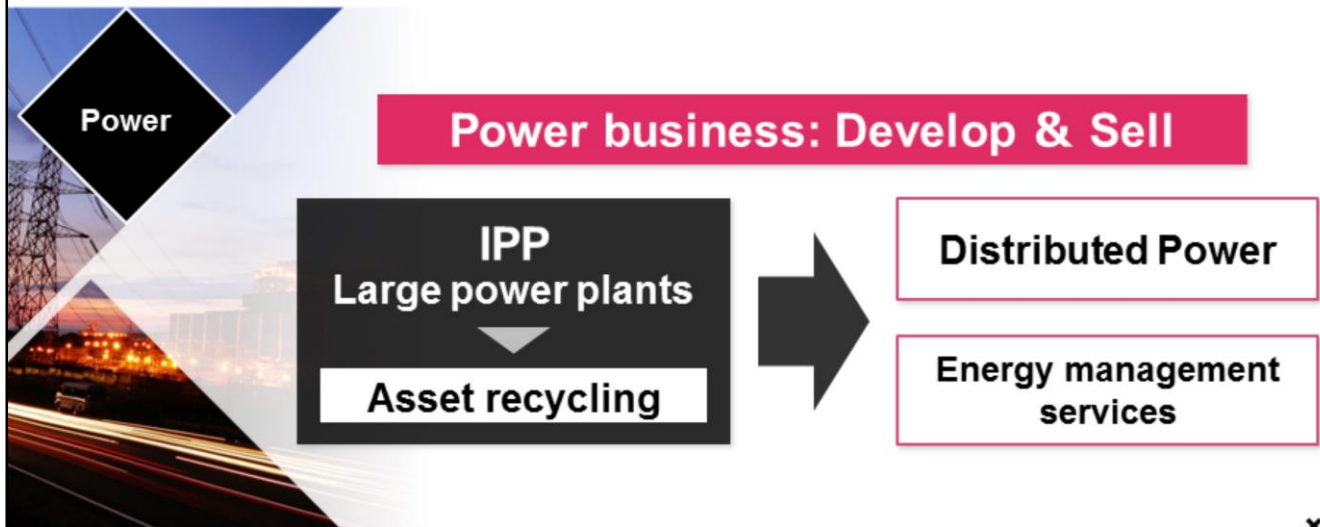 Power
Power business: Develop & Sell
IPP
Large power plants
Asset recycling
Distributed Power
Energy management
services